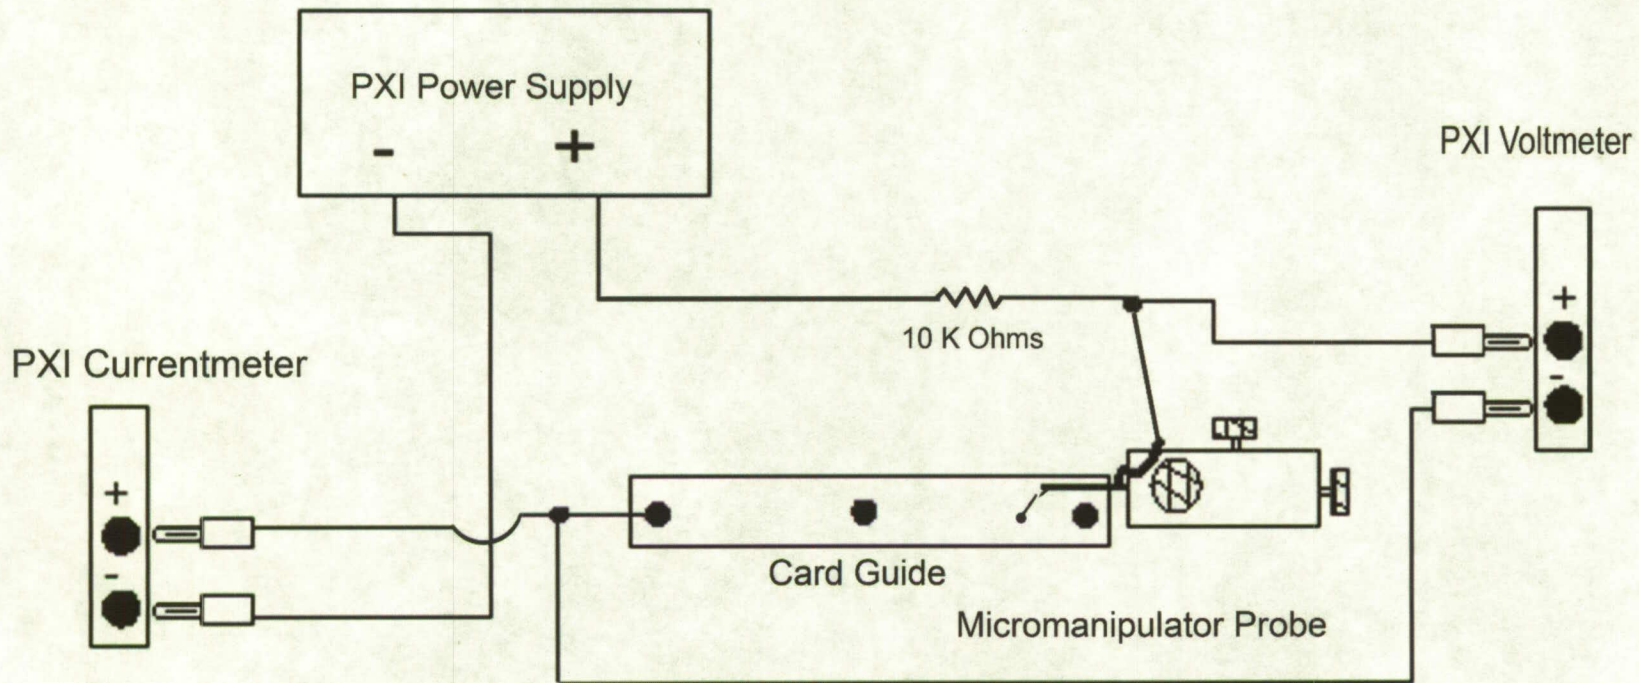 PXI Power Supply
- +
PXI Voltmeter
+
-
10 K Ohms
PXI Currentmeter
+
-
Card Guide
Micromanipulator Probe